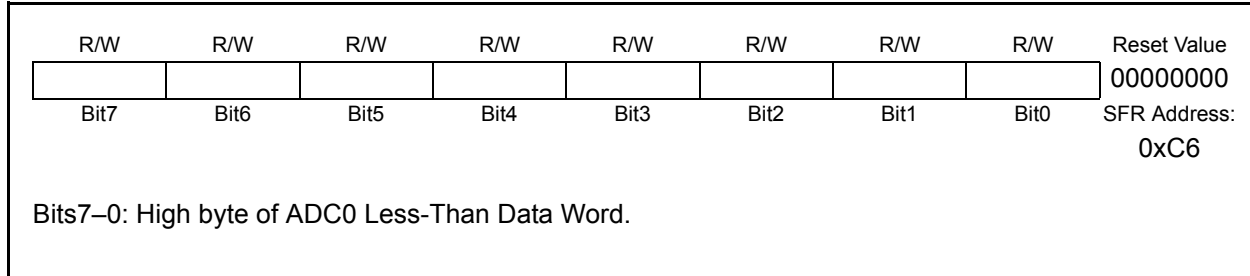 R/W R/W R/W R/W R/W R/W R/W R/W Reset Value
00000000
Bit7 Bit6 Bit5 Bit4 Bit3 Bit2 Bit1 Bit0 SFR Address:
0xC6
Bits7–0: High byte of ADC0 Less-Than Data Word.